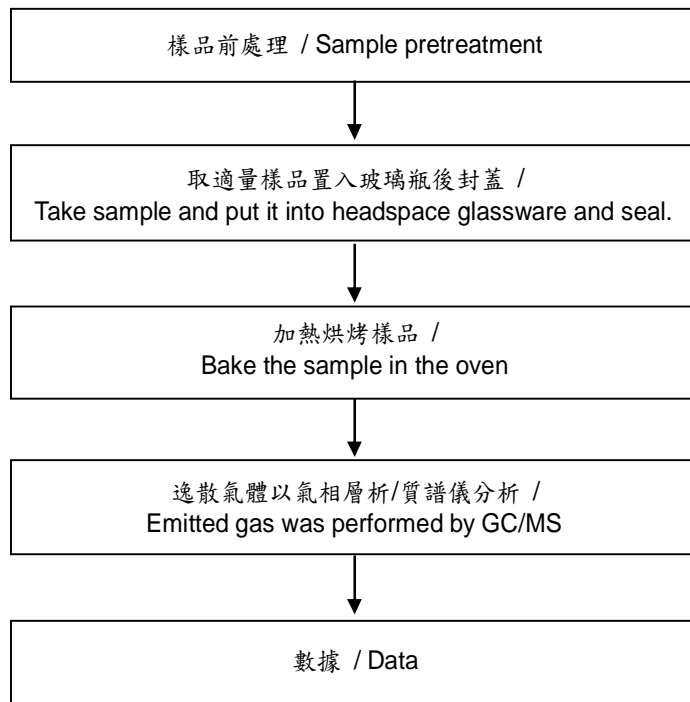 樣品前處理 / Sample pretreatment
取適量樣品置入玻璃瓶後封蓋 /
Take sample and put it into headspace glassware and seal.
加熱烘烤樣品 /
Bake the sample in the oven
逸散氣體以氣相層析/質譜儀分析 /
Emitted gas was performed by GC/MS
數據 / Data